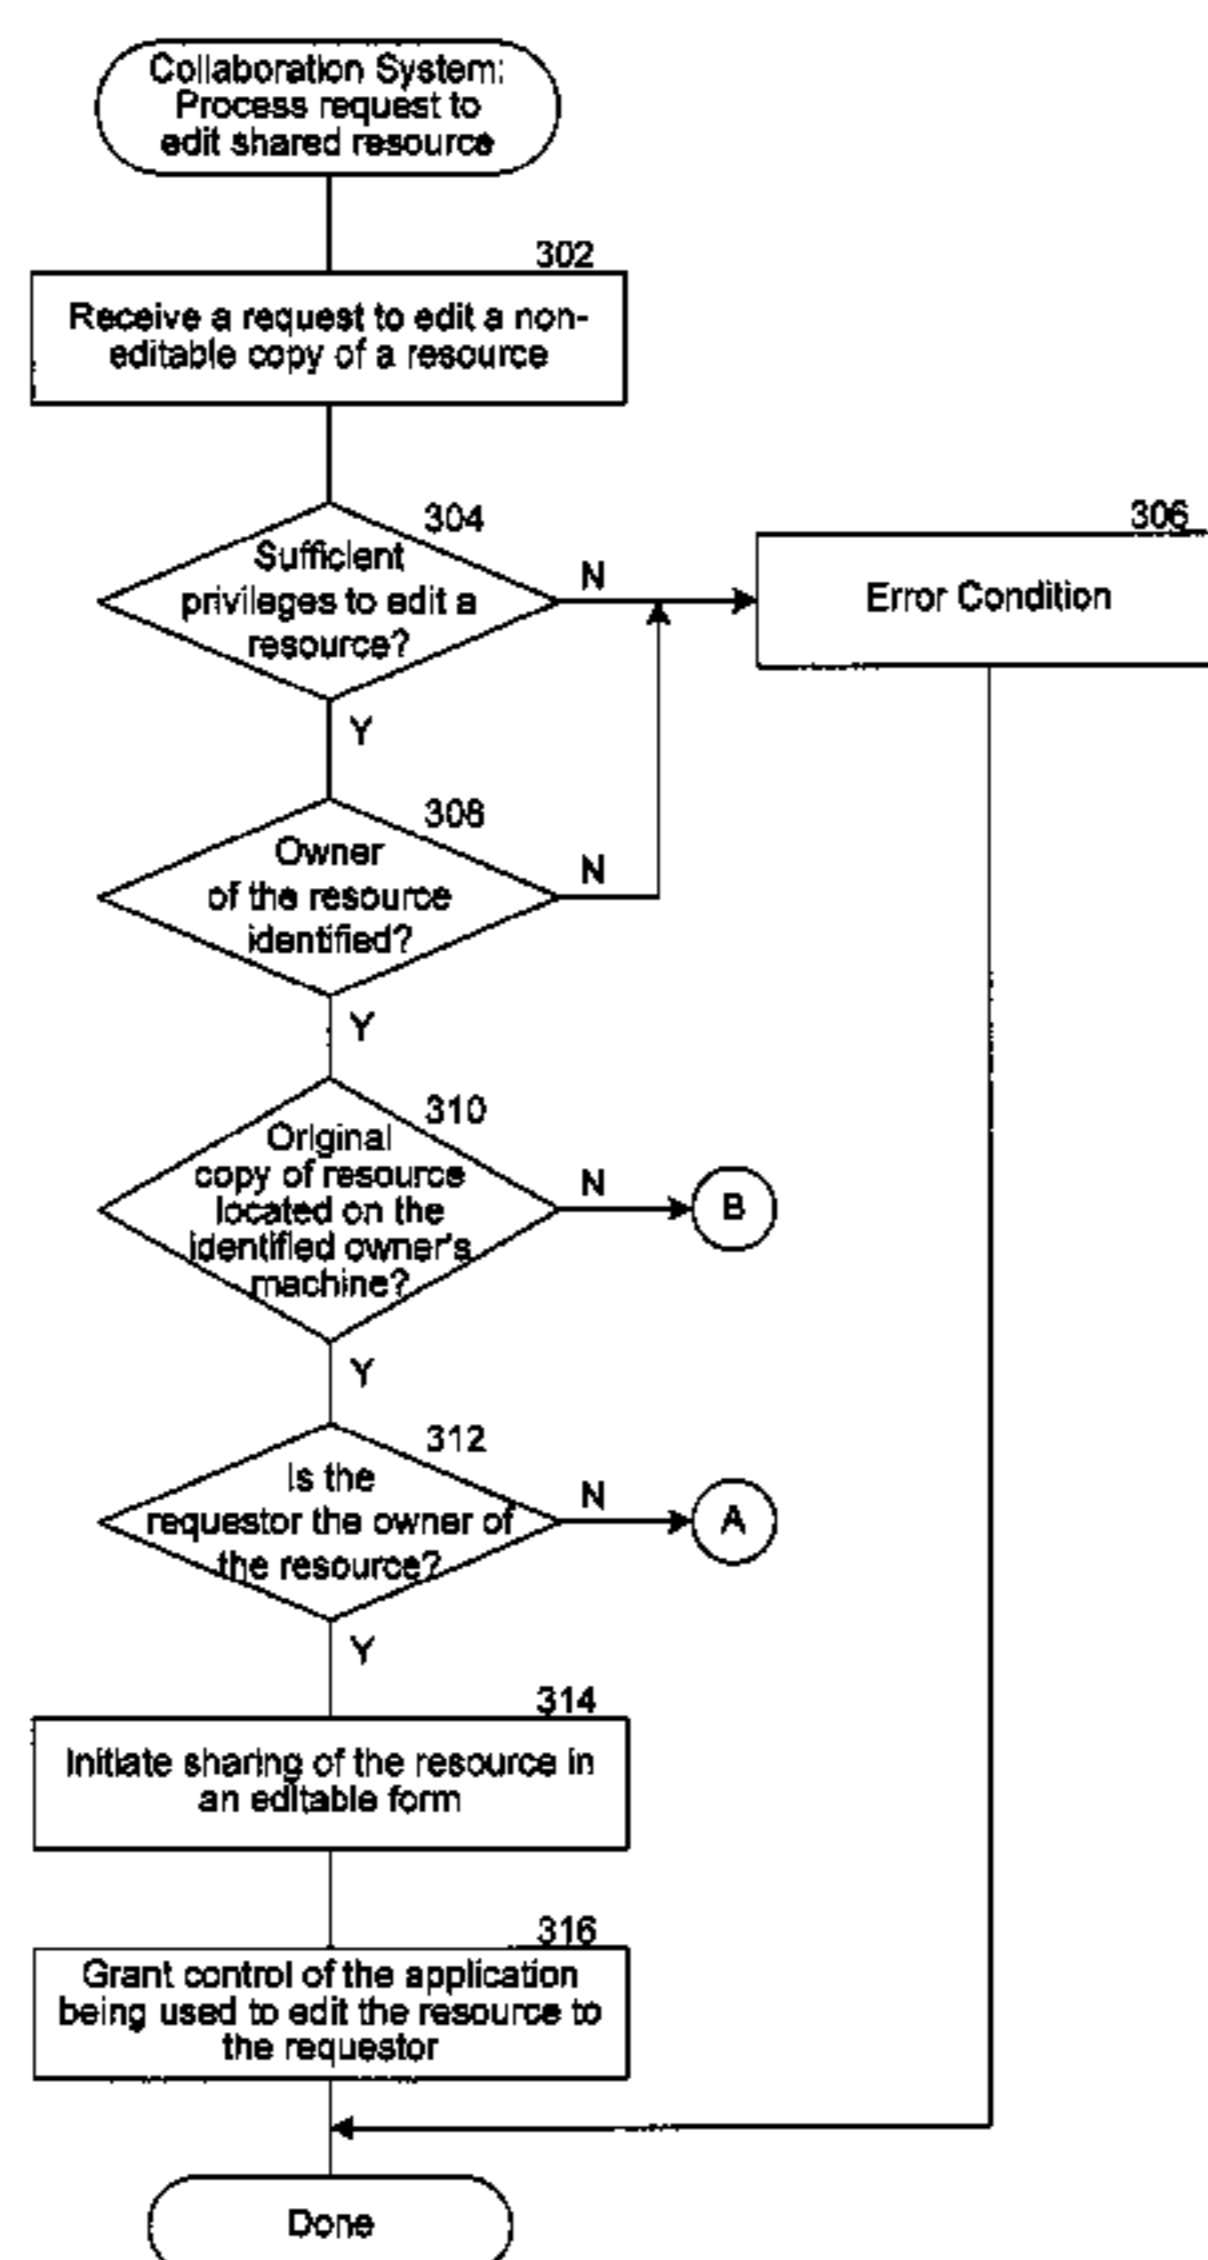 Collaboration System:
Process request to
edit shared resource
302
Receive a request to edit a non-
editable copy of a resource
304
Sufficient
privileges to edit a
resource?
N
306
Error Condition
Y
308
Owner
of the resource
identified?
N
Y
310
Original
copy of resource
located on the
identified owner's
machine?
N
B
Y
312
Is the
requestor the owner of
the resource?
N
A
Y
314
Initiate sharing of the resource in
an editable form
316
Grant control of the application
being used to edit the resource to
the requestor
Done